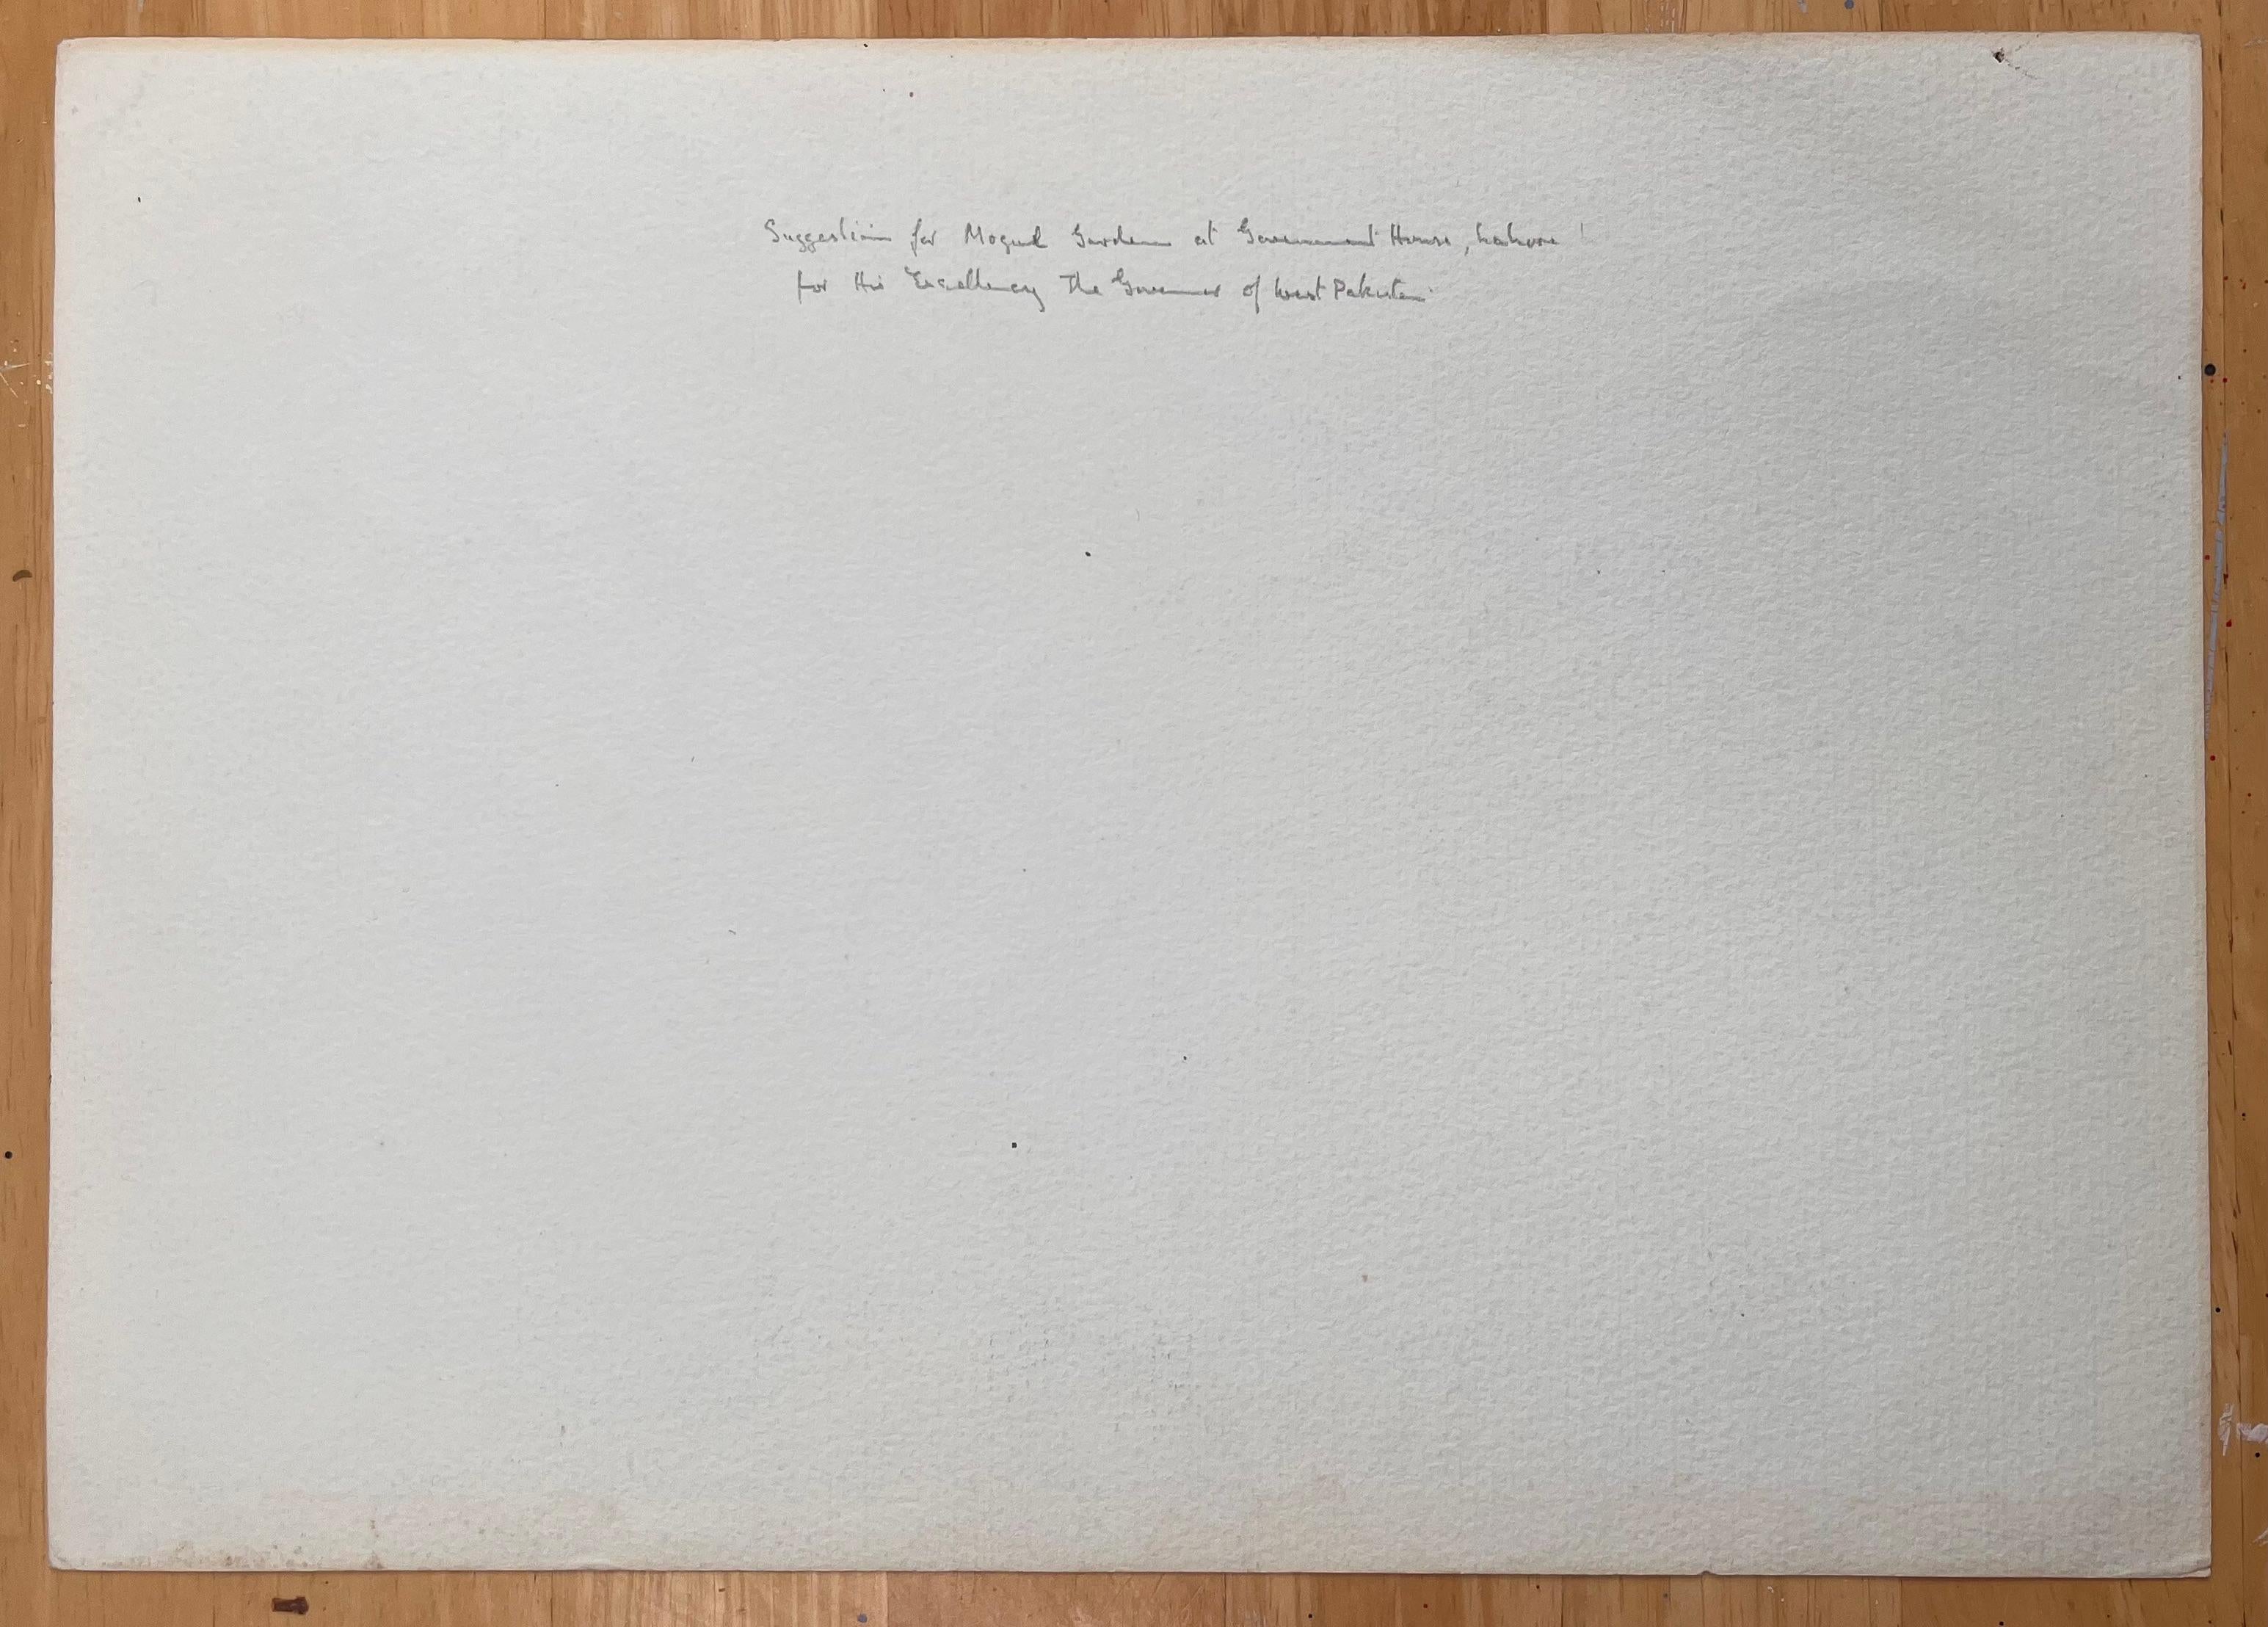 Suggestion for Mogul Garden at Government House, Lahore !
for His Excellency The Governor of West Pakistan